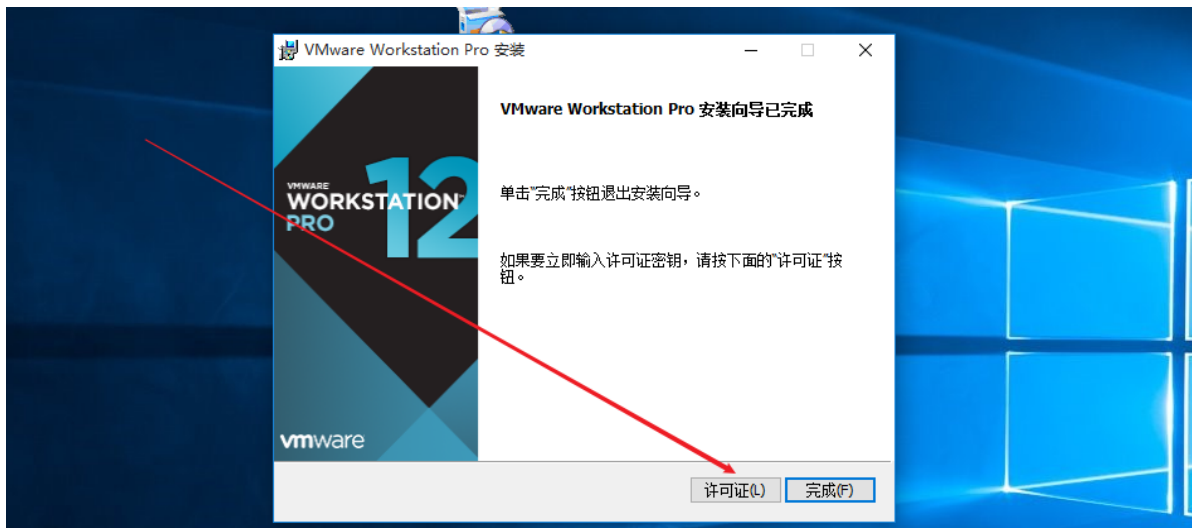 VMware Workstation Pro 安装
VMware Workstation Pro 安装向导已完成
单击"完成"按钮退出安装向导。
如果要立即输入许可证密钥，请按下面的"许可证"按
钮。
VMWARE
WORKSTATION™
PRO
12
vmware
许可证(L)
完成(F)